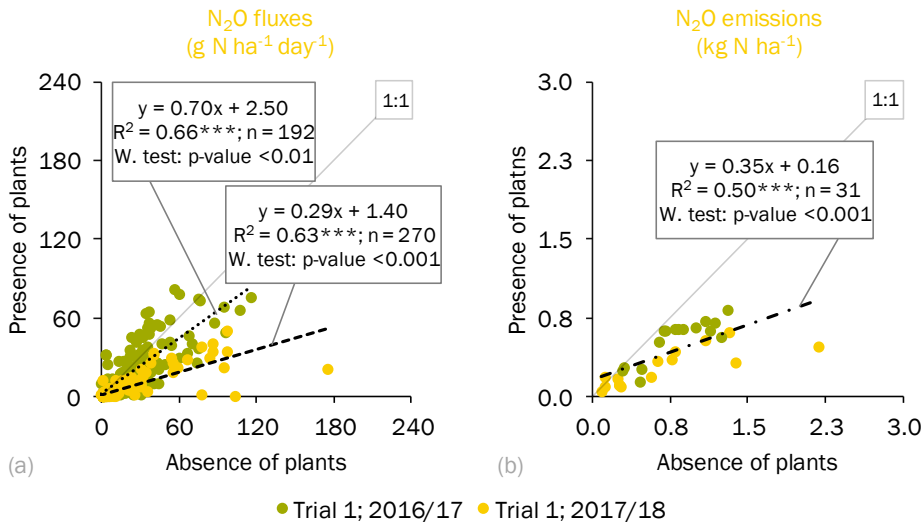 N₂O fluxes
(g N ha⁻¹ day⁻¹)
240
180
120
60
0
0
60
120
180
240
Presence of plants
Absence of plants
1:1
y = 0.70x + 2.50
R² = 0.66***; n = 192
W. test: p-value <0.01
y = 0.29x + 1.40
R² = 0.63***; n = 270
W. test: p-value <0.001
(a)
N₂O emissions
(kg N ha⁻¹)
3.0
2.3
1.5
0.8
0.0
0.0
0.8
1.5
2.3
3.0
Presence of platns
Absence of plants
1:1
y = 0.35x + 0.16
R² = 0.50***; n = 31
W. test: p-value <0.001
(b)
Trial 1; 2016/17
Trial 1; 2017/18